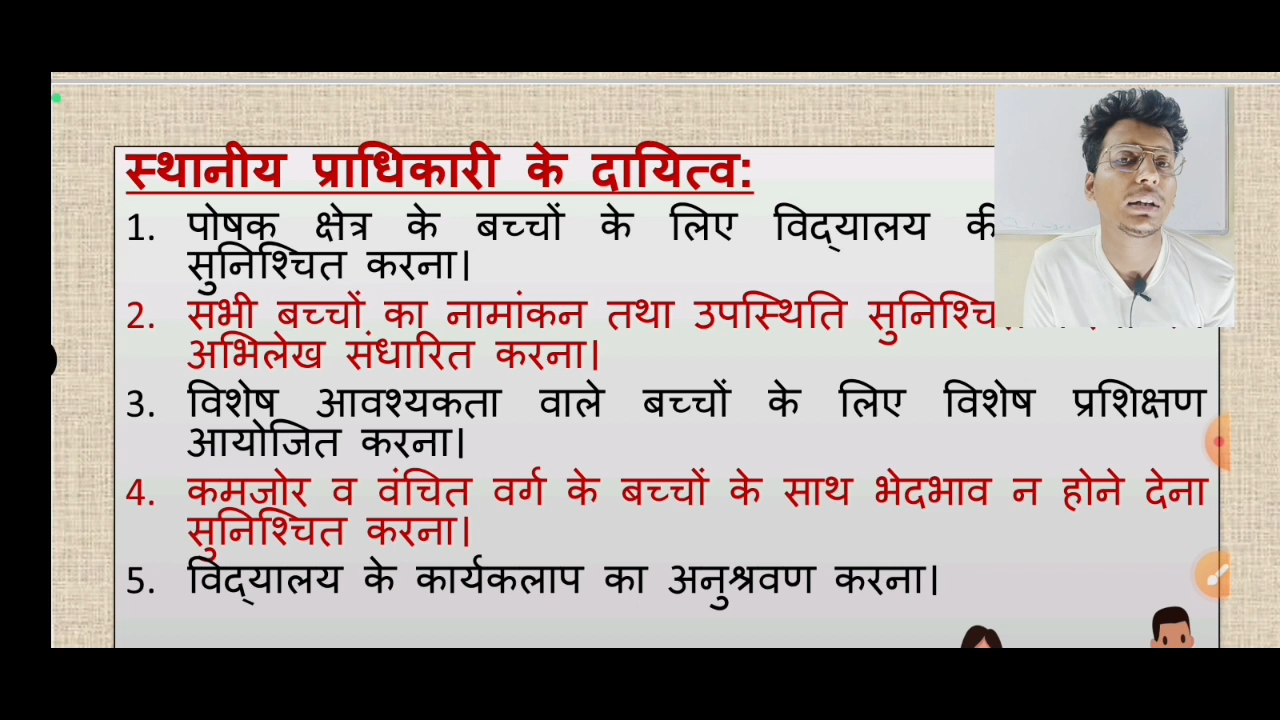 स्थानीय प्राधिकारी के दायित्व:
1. पोषक क्षेत्र के बच्चों के लिए विद्यालय की
सुनिश्चित करना।
2. सभी बच्चों का नामांकन तथा उपस्थिति
अभिलेख संधारित करना।
3. विशेष आवश्यकता वाले बच्चों के लिए विशेष प्रशिक्षण
आयोजित करना।
4. कमजोर व वंचित वर्ग के बच्चों के साथ भेदभाव न होने देना
सुनिश्चित करना।
5. विद्यालय के कार्यकलाप का अनुश्रवण करना।